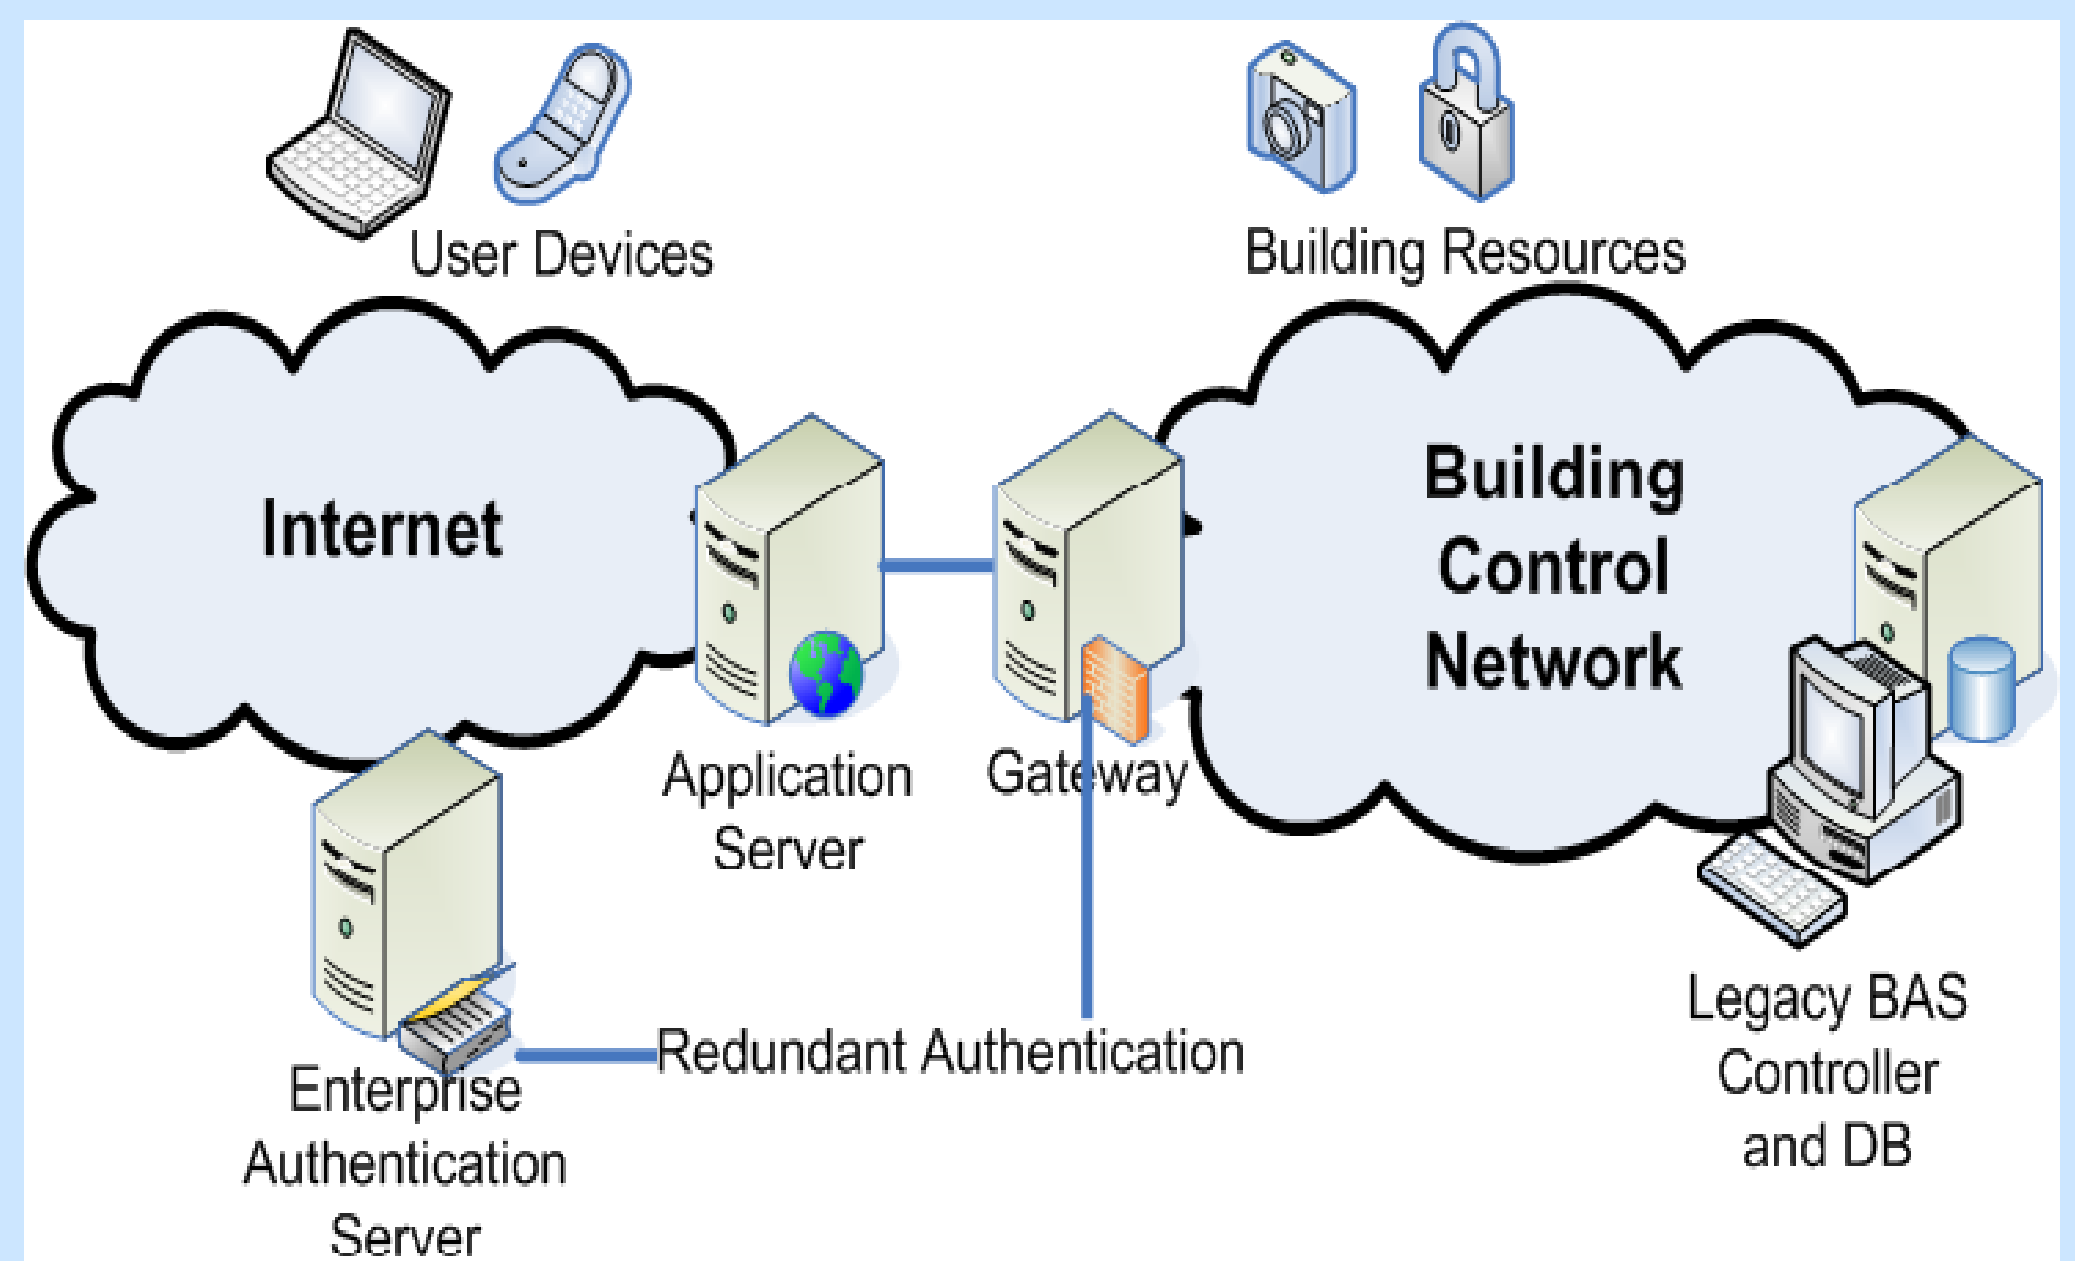 User Devices
Building Resources
Internet
Building
Control
Network
Application
Server
Gateway
Legacy BAS
Controller
and DB
Redundant Authentication
Enterprise
Authentication
Server